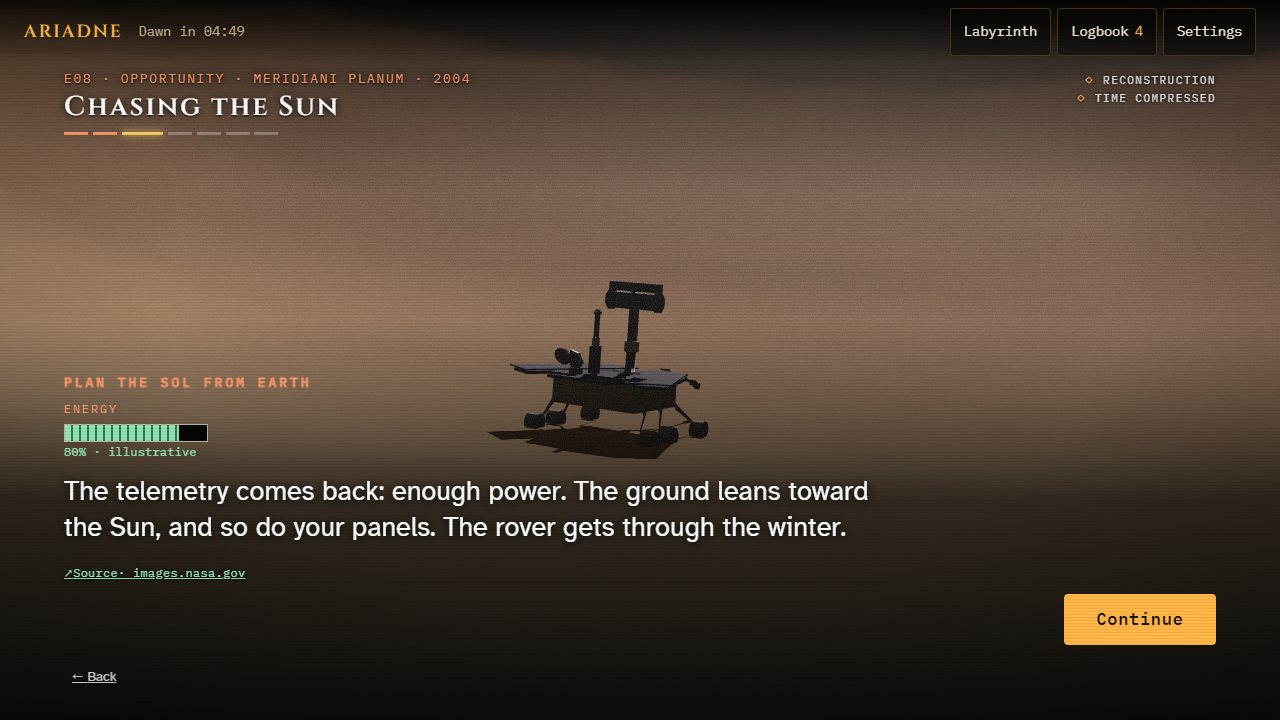 ARIADNE Dawn in 04:49 Labyrinth Logbook 4 Settings
E08 · OPPORTUNITY · MERIDIANI PLANUM · 2004
Chasing the Sun
◇ RECONSTRUCTION
◇ TIME COMPRESSED
PLAN THE SOL FROM EARTH
ENERGY
80% · illustrative
The telemetry comes back: enough power. The ground leans toward
the Sun, and so do your panels. The rover gets through the winter.
↗Source· images.nasa.gov
Continue
← Back